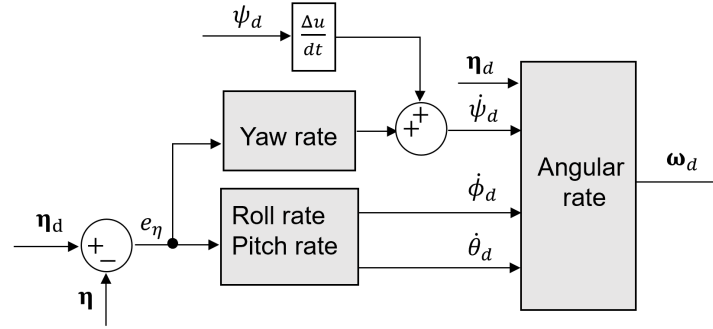 ψ_d
Δu
dt
η_d
+
+
ψ̇_d
Yaw rate
Angular
rate
ω_d
ϕ̇_d
Roll rate
Pitch rate
η_d
+
−
e_η
θ̇_d
η